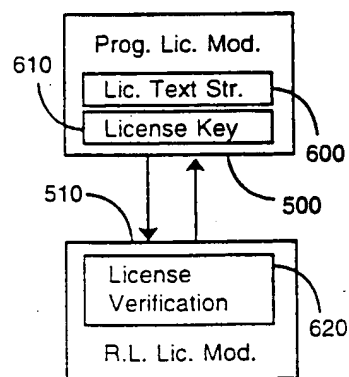 Prog. Lic. Mod.
610
Lic. Text Str.
License Key
600
510
500
License
Verification
620
R.L. Lic. Mod.